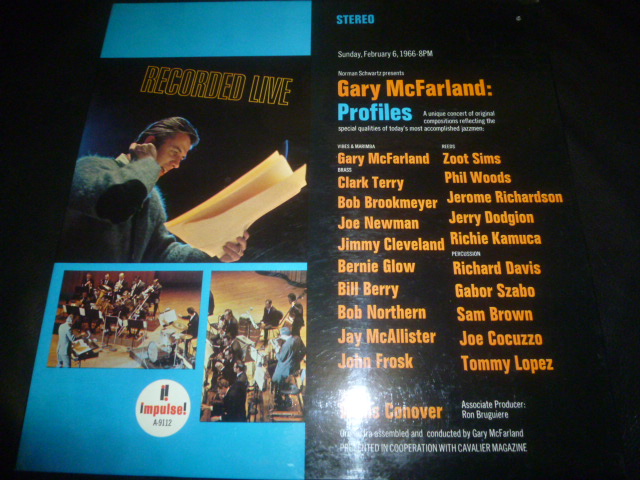 STEREO
Sunday, February 6, 1966-8PM
RECORDED LIVE
Norman Schwartz presents
Gary McFarland:
Profiles
A unique concert of original
compositions reflecting the
special qualities of today's most accomplished jazzmen:
VIBES & MARIMBA
Gary McFarland
BRASS
Clark Terry
Bob Brookmeyer
Joe Newman
Jimmy Cleveland
Bernie Glow
Bill Berry
Bob Northern
Jay McAllister
John Frosk
REEDS
Zoot Sims
Phil Woods
Jerome Richardson
Jerry Dodgion
Richie Kamuca
PERCUSSION
Richard Davis
Gabor Szabo
Sam Brown
Joe Cocuzzo
Tommy Lopez
Conover
Associate Producer:
Ron Bruguiere
assembled and conducted by Gary McFarland
PRESENTED IN COOPERATION WITH CAVALIER MAGAZINE
i!
impulse!
A-9112